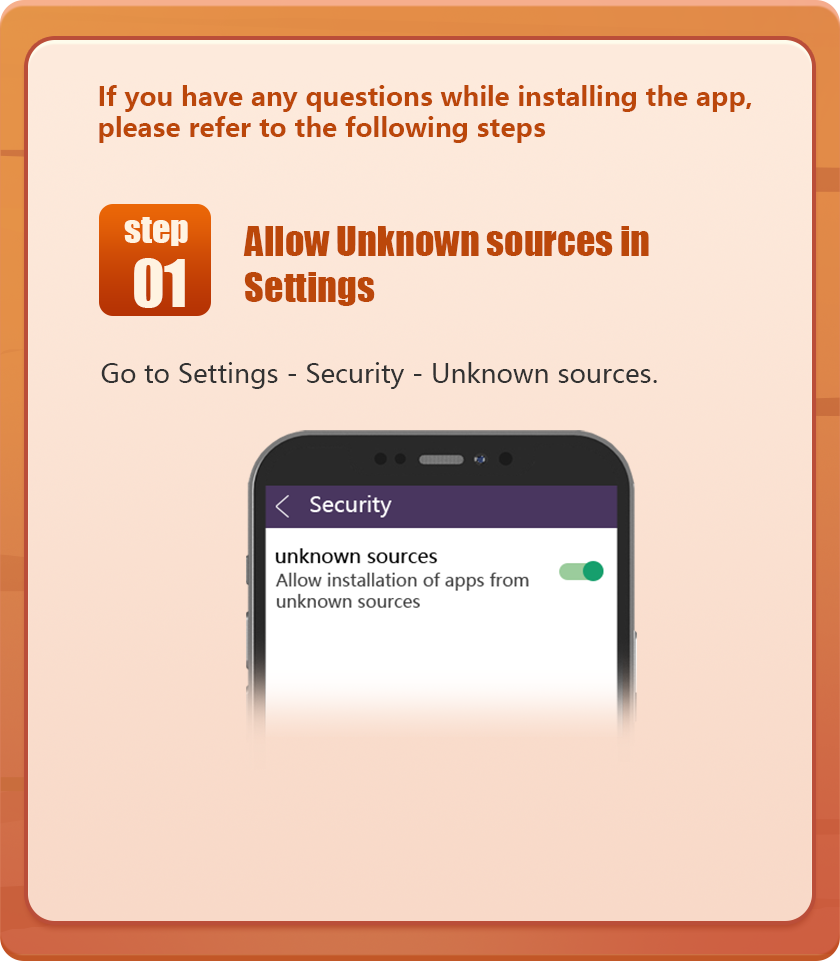 If you have any questions while installing the app,
please refer to the following steps
step
01
Allow Unknown sources in
Settings
Go to Settings - Security - Unknown sources.
Security
unknown sources
Allow installation of apps from
unknown sources